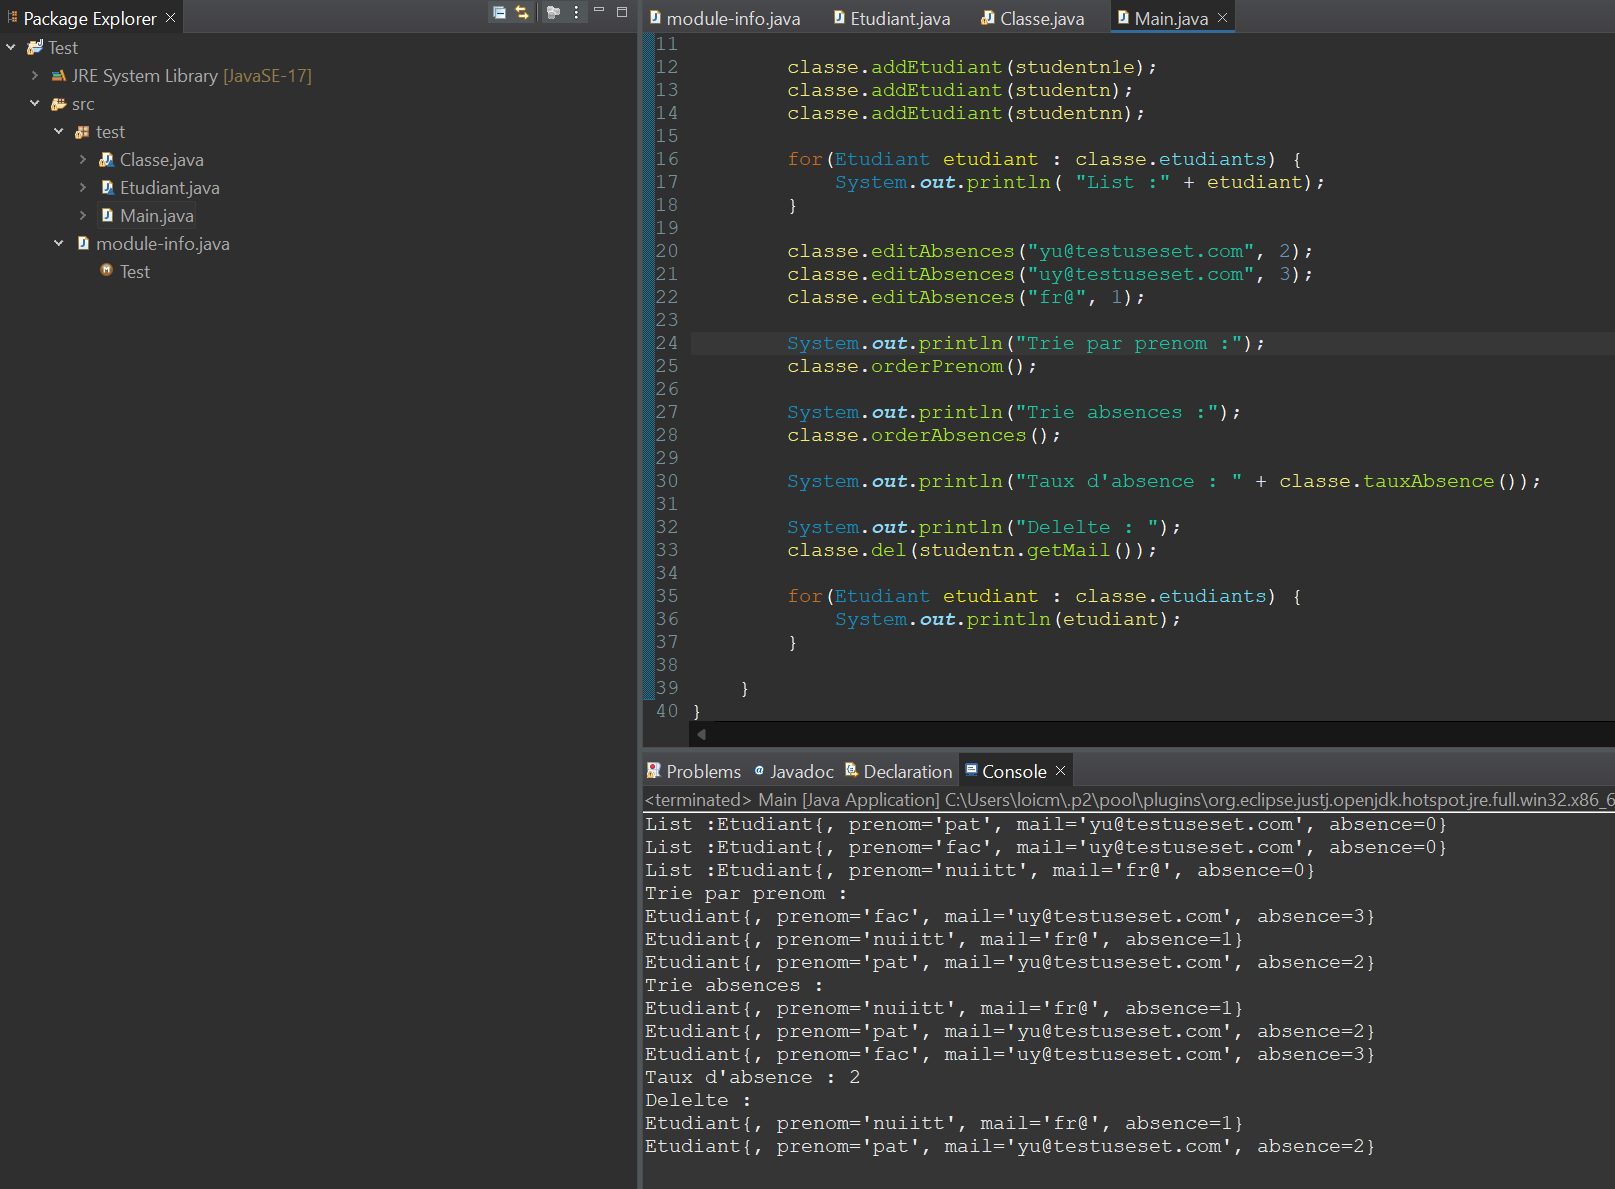 Package Explorer
Test
JRE System Library [JavaSE-17]
src
test
Classe.java
Etudiant.java
Main.java
module-info.java
Test
module-info.java Etudiant.java Classe.java Main.java
11
12 classe.addEtudiant(studentn1e);
13 classe.addEtudiant(studentn);
14 classe.addEtudiant(studentnn);
15
16 for(Etudiant etudiant : classe.etudiants) {
17 System.out.println( "List :" + etudiant);
18 }
19
20 classe.editAbsences("yu@testuseset.com", 2);
21 classe.editAbsences("uy@testuseset.com", 3);
22 classe.editAbsences("fr@", 1);
23
24 System.out.println("Trie par prenom :");
25 classe.orderPrenom();
26
27 System.out.println("Trie absences :");
28 classe.orderAbsences();
29
30 System.out.println("Taux d'absence : " + classe.tauxAbsence());
31
32 System.out.println("Delelte : ");
33 classe.del(studentn.getMail());
34
35 for(Etudiant etudiant : classe.etudiants) {
36 System.out.println(etudiant);
37 }
38
39 }
40 }
Problems Javadoc Declaration Console
<terminated> Main [Java Application] C:\Users\loicm\.p2\pool\plugins\org.eclipse.justj.openjdk.hotspot.jre.full.win32.x86_6
List :Etudiant{, prenom='pat', mail='yu@testuseset.com', absence=0}
List :Etudiant{, prenom='fac', mail='uy@testuseset.com', absence=0}
List :Etudiant{, prenom='nuiitt', mail='fr@', absence=0}
Trie par prenom :
Etudiant{, prenom='fac', mail='uy@testuseset.com', absence=3}
Etudiant{, prenom='nuiitt', mail='fr@', absence=1}
Etudiant{, prenom='pat', mail='yu@testuseset.com', absence=2}
Trie absences :
Etudiant{, prenom='nuiitt', mail='fr@', absence=1}
Etudiant{, prenom='pat', mail='yu@testuseset.com', absence=2}
Etudiant{, prenom='fac', mail='uy@testuseset.com', absence=3}
Taux d'absence : 2
Delelte :
Etudiant{, prenom='nuiitt', mail='fr@', absence=1}
Etudiant{, prenom='pat', mail='yu@testuseset.com', absence=2}